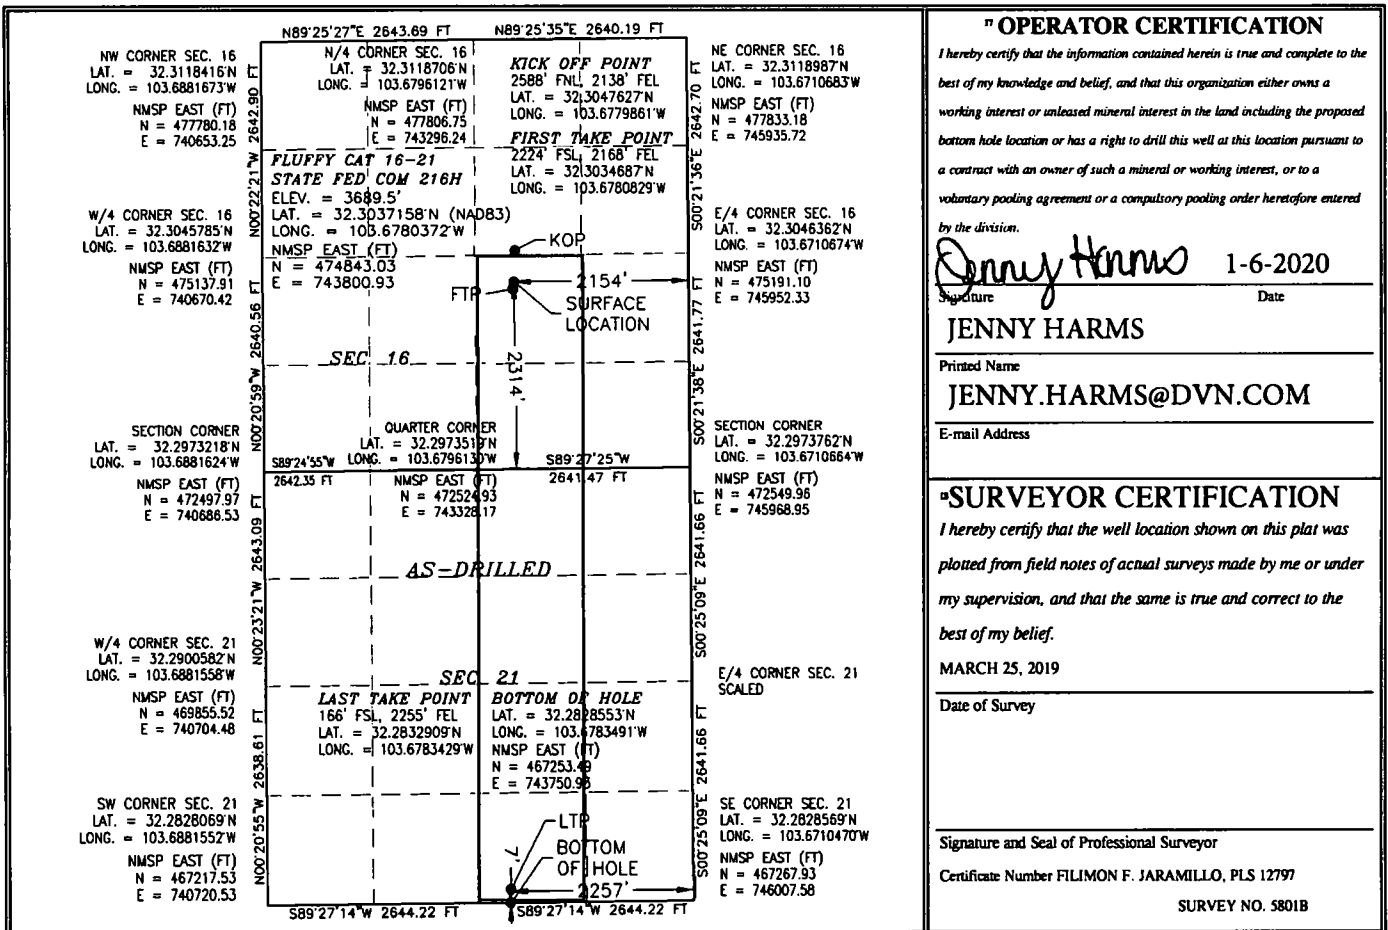 N89°25'27"E 2643.69 FT
N89°25'35"E 2640.19 FT
NW CORNER SEC. 16
LAT. = 32.3118416'N
LONG. = 103.6881673'W
NMSP EAST (FT)
N = 477780.18
E = 740653.25
N/4 CORNER SEC. 16
LAT. = 32.3118706'N
LONG. = 103.6796121'W
NMSP EAST (FT)
N = 477806.75
E = 743296.24
KICK OFF POINT
2588' FNL, 2138' FEL
LAT. = 32.3047627'N
LONG. = 103.6779861'W
FIRST TAKE POINT
2224' FSL, 2168' FEL
LAT. = 32.3034687'N
LONG. = 103.6780829'W
NE CORNER SEC. 16
LAT. = 32.3118987'N
LONG. = 103.6710683'W
NMSP EAST (FT)
N = 477833.18
E = 745935.72
N00°22'21"W 2642.90 FT
S00°21'36"E 2642.70 FT
FLUFFY CAT 16-21
STATE FED COM 216H
ELEV. = 3689.5'
LAT. = 32.3037158'N (NAD83)
LONG. = 103.6780372'W
NMSP EAST (FT)
N = 474843.03
E = 743800.93
W/4 CORNER SEC. 16
LAT. = 32.3045785'N
LONG. = 103.6881632'W
NMSP EAST (FT)
N = 475137.91
E = 740670.42
E/4 CORNER SEC. 16
LAT. = 32.3046362'N
LONG. = 103.6710674'W
NMSP EAST (FT)
N = 475191.10
E = 745952.33
KOP
FTP
2154'
SURFACE
LOCATION
2314'
N00°20'59"W 2640.56 FT
S00°21'38"E 2641.77 FT
SEC 16
SECTION CORNER
LAT. = 32.2973218'N
LONG. = 103.6881624'W
NMSP EAST (FT)
N = 472497.97
E = 740686.53
QUARTER CORNER
LAT. = 32.2973519'N
LONG. = 103.6796130'W
NMSP EAST (FT)
N = 472524.93
E = 743328.17
S89°24'55"W
2642.35 FT
S89°27'25"W
2641.47 FT
SECTION CORNER
LAT. = 32.2973762'N
LONG. = 103.6710664'W
NMSP EAST (FT)
N = 472549.96
E = 745968.95
N00°23'21"W 2643.09 FT
S00°25'09"E 2641.66 FT
AS-DRILLED
W/4 CORNER SEC. 21
LAT. = 32.2900582'N
LONG. = 103.6881558'W
NMSP EAST (FT)
N = 469855.52
E = 740704.48
E/4 CORNER SEC. 21
SCALED
SEC. 21
LAST TAKE POINT
166' FSL, 2255' FEL
LAT. = 32.2832909'N
LONG. = 103.6783429'W
BOTTOM OF HOLE
LAT. = 32.2828553'N
LONG. = 103.6783491'W
NMSP EAST (FT)
N = 467253.49
E = 743750.95
N00°20'55"W 2638.61 FT
S00°25'09"E 2641.66 FT
SW CORNER SEC. 21
LAT. = 32.2828069'N
LONG. = 103.6881552'W
NMSP EAST (FT)
N = 467217.53
E = 740720.53
LTP
BOTTOM
OF HOLE
7'
2257'
SE CORNER SEC. 21
LAT. = 32.2828569'N
LONG. = 103.6710470'W
NMSP EAST (FT)
N = 467267.93
E = 746007.58
S89°27'14"W 2644.22 FT
S89°27'14"W 2644.22 FT
17 OPERATOR CERTIFICATION
I hereby certify that the information contained herein is true and complete to the
best of my knowledge and belief, and that this organization either owns a
working interest or unleased mineral interest in the land including the proposed
bottom hole location or has a right to drill this well at this location pursuant to
a contract with an owner of such a mineral or working interest, or to a
voluntary pooling agreement or a compulsory pooling order heretofore entered
by the division.
Jenny Harms 1-6-2020
Signature Date
JENNY HARMS
Printed Name
JENNY.HARMS@DVN.COM
E-mail Address
18 SURVEYOR CERTIFICATION
I hereby certify that the well location shown on this plat was
plotted from field notes of actual surveys made by me or under
my supervision, and that the same is true and correct to the
best of my belief.
MARCH 25, 2019
Date of Survey
Signature and Seal of Professional Surveyor
Certificate Number FILIMON F. JARAMILLO, PLS 12797
SURVEY NO. 5801B